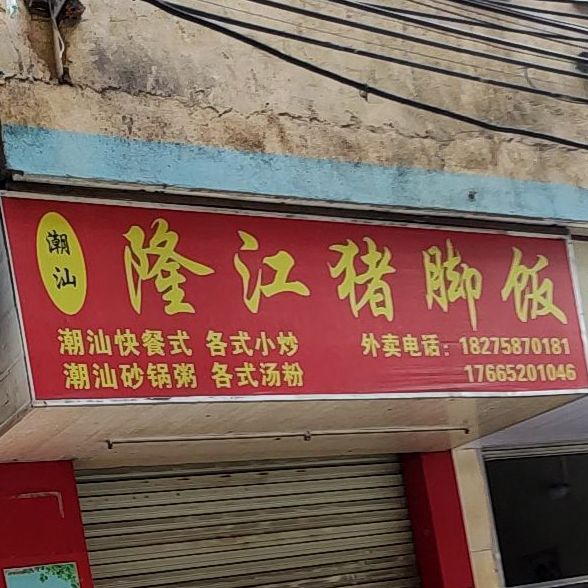 潮汕
隆江猪脚饭
潮汕快餐式 各式小炒 外卖电话：18275870181
潮汕砂锅粥 各式汤粉 17665201046